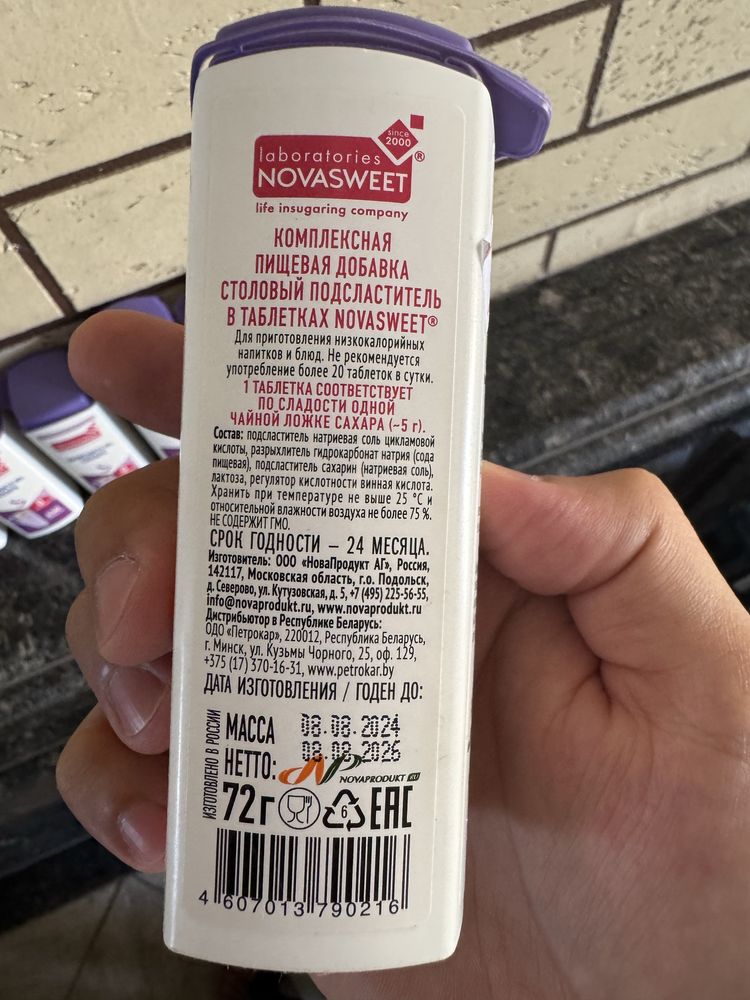 since
2000
laboratories
NOVASWEET®
life insugaring company
КОМПЛЕКСНАЯ
ПИЩЕВАЯ ДОБАВКА
СТОЛОВЫЙ ПОДСЛАСТИТЕЛЬ
В ТАБЛЕТКАХ NOVASWEET®
Для приготовления низкокалорийных
напитков и блюд. Не рекомендуется
употребление более 20 таблеток в сутки.
1 ТАБЛЕТКА СООТВЕТСТВУЕТ
ПО СЛАДОСТИ ОДНОЙ
ЧАЙНОЙ ЛОЖКЕ САХАРА (~5 г).
Состав: подсластитель натриевая соль цикламовой
кислоты, разрыхлитель гидрокарбонат натрия (сода
пищевая), подсластитель сахарин (натриевая соль),
лактоза, регулятор кислотности винная кислота.
Хранить при температуре не выше 25 °С и
относительной влажности воздуха не более 75 %.
НЕ СОДЕРЖИТ ГМО.
СРОК ГОДНОСТИ – 24 МЕСЯЦА.
Изготовитель: ООО «НоваПродукт АГ», Россия,
142117, Московская область, г.о. Подольск,
д. Северово, ул. Кутузовская, д. 5, +7 (495) 225-56-55,
info@novaprodukt.ru, www.novaprodukt.ru
Дистрибьютор в Республике Беларусь:
ОДО «Петрокар», 220012, Республика Беларусь,
г. Минск, ул. Кузьмы Чорного, 25, оф. 129,
+375 (17) 370-16-31, www.petrokar.by
ДАТА ИЗГОТОВЛЕНИЯ / ГОДЕН ДО:
ИЗГОТОВЛЕНО В РОССИИ
МАССА 08.08.2024
НЕТТО: 08.08.2026
NOVAPRODUKT RU
72 г 6 EAC
4 607013 790216